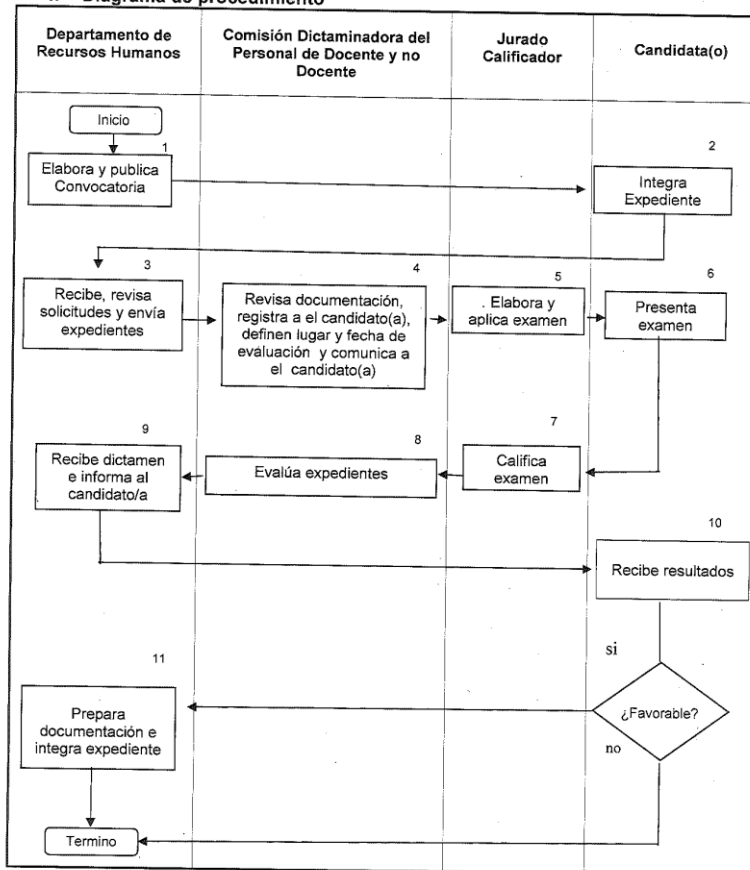 Diagrama de procedimiento
Departamento de
Recursos Humanos
Comisión Dictaminadora del
Personal de Docente y no
Docente
Jurado
Calificador
Candidata(o)
Inicio
1
Elabora y publica
Convocatoria
2
Integra
Expediente
3
Recibe, revisa
solicitudes y envía
expedientes
4
Revisa documentación,
registra a el candidato(a),
definen lugar y fecha de
evaluación y comunica a
el candidato(a)
5
. Elabora y
aplica examen
6
Presenta
examen
7
Califica
examen
8
Evalúa expedientes
9
Recibe dictamen
e informa al
candidato/a
10
Recibe resultados
si
¿Favorable?
no
11
Prepara
documentación e
integra expediente
Termino